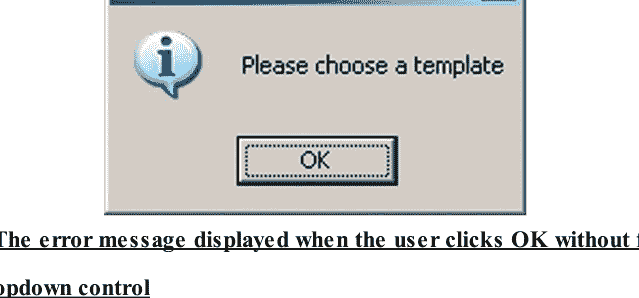 Please choose a template
OK
The error message displayed when the user clicks OK without
opdown control